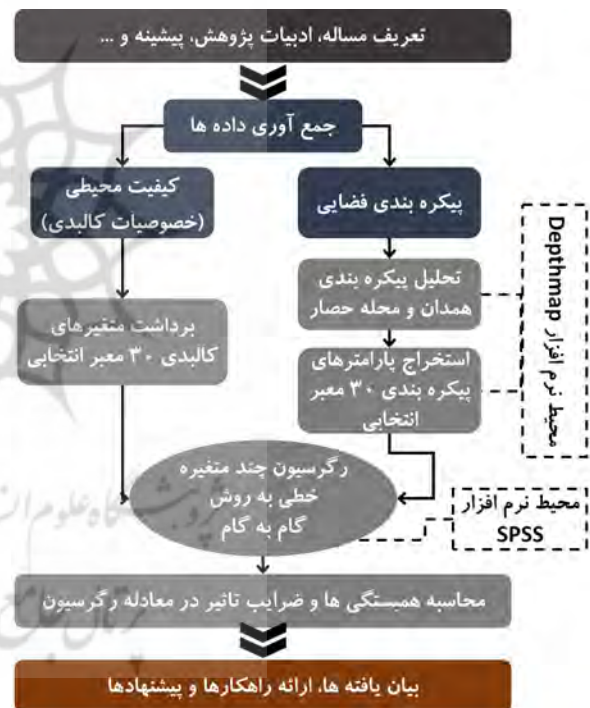 تعریف مساله، ادبیات پژوهش، پیشینه و ...
جمع آوری داده ها
پیکره بندی فضایی
کیفیت محیطی
(خصوصیات کالبدی)
تحلیل پیکره بندی
همدان و محله حصار
برداشت متغیرهای
کالبدی ۳۰ معبر انتخابی
استخراج پارامترهای
پیکره بندی ۳۰ معبر
انتخابی
محیط نرم افزار Depthmap
رگرسیون چند متغیره
خطی به روش
گام به گام
محیط نرم افزار
SPSS
محاسبه همبستگی ها و ضرایب تاثیر در معادله رگرسیون
بیان یافته ها، ارائه راهکارها و پیشنهادها